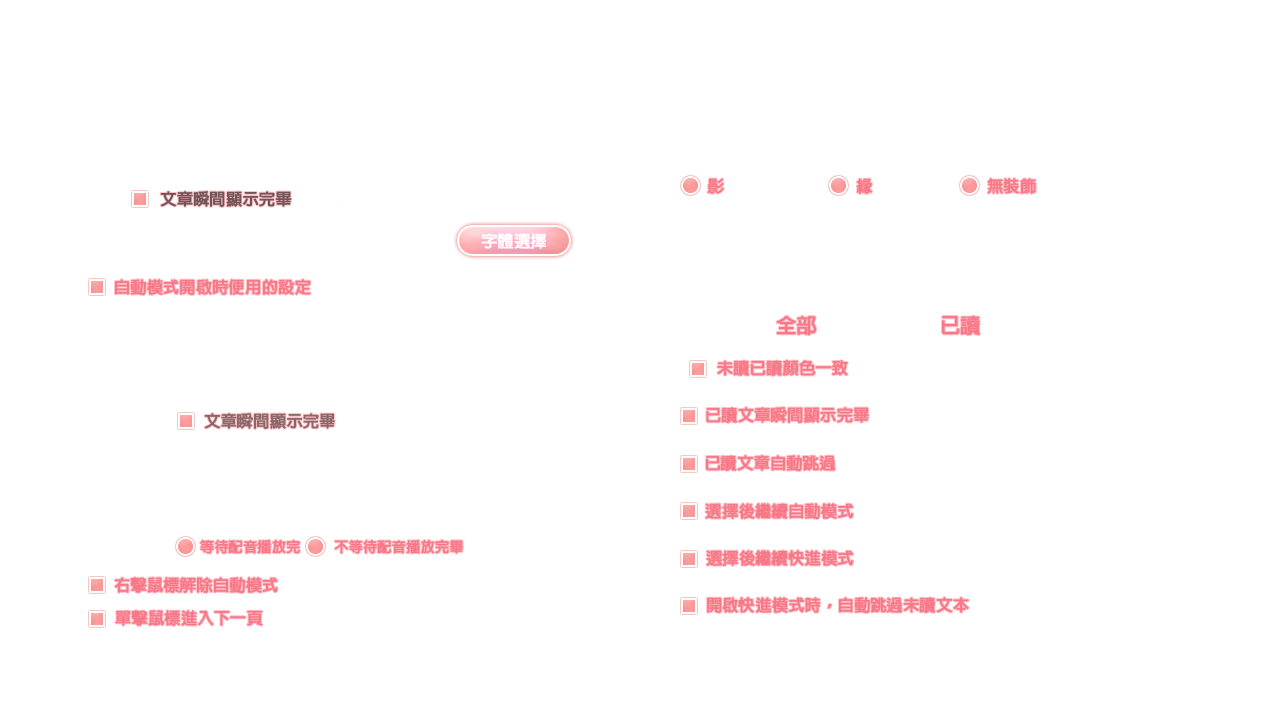 文章瞬間顯示完畢
字體選擇
自動模式開啟時便用的設定
文章瞬間顯示完畢
等待配音播放完 不等待配音播放完畢
右擊鼠標解除自動模式
單擊鼠標進入下一頁
影 緣 無裝飾
全部 已讀
未讀已讀顏色一致
已讀文章瞬間顯示完畢
已讀文章自動跳過
選擇後繼續自動模式
選擇後繼續快進模式
開啟快進模式時，自動跳過未讀文本